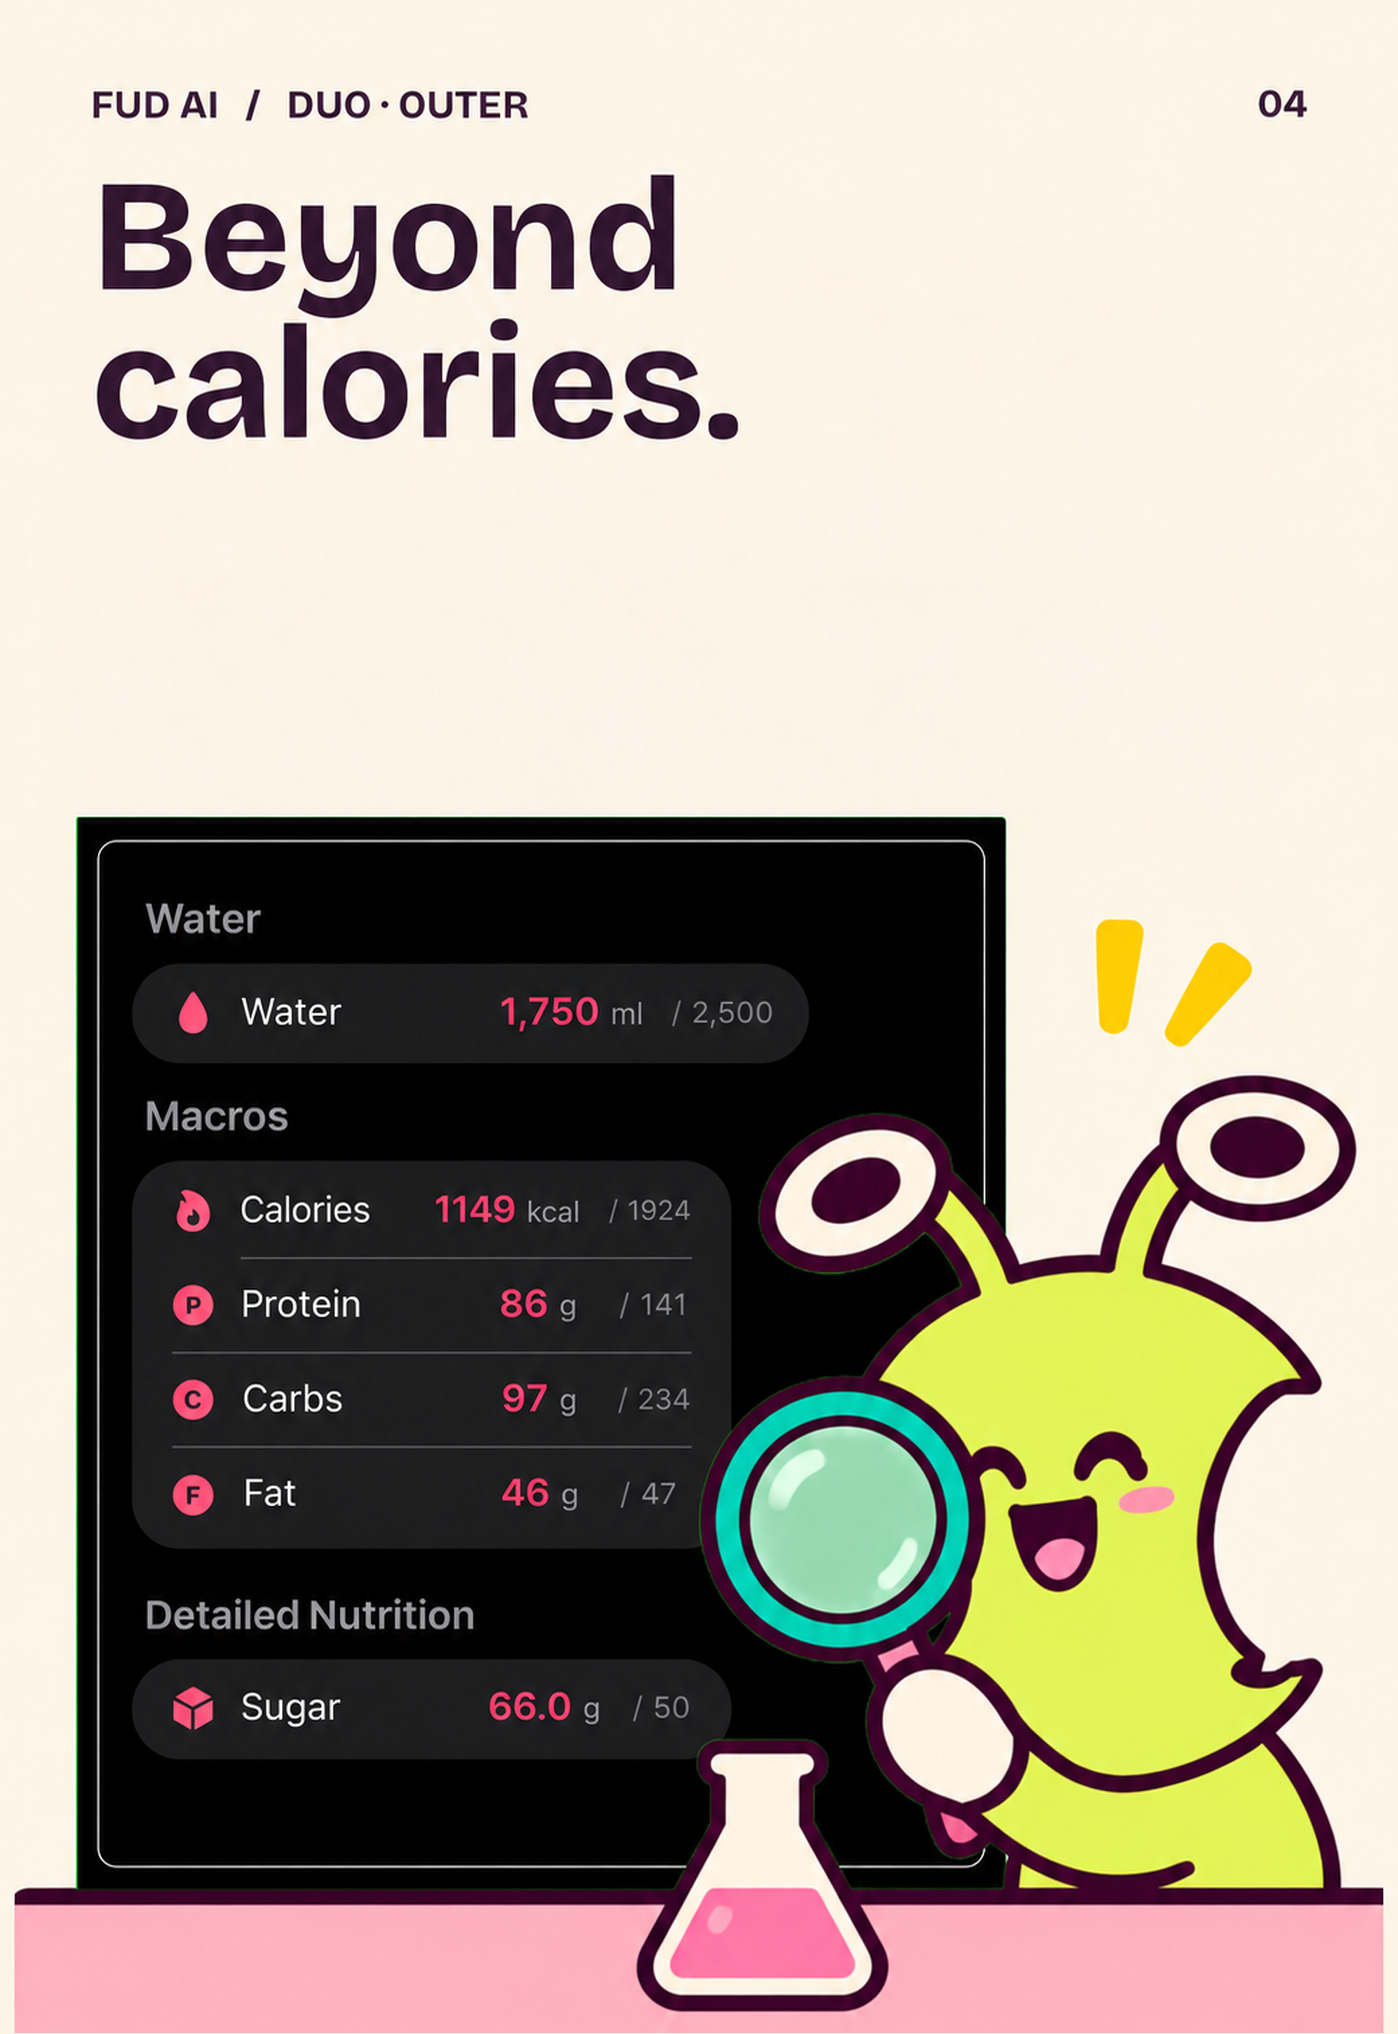 FUD AI / DUO · OUTER 04
Beyond
calories.
Water
Water 1,750 ml / 2,500
Macros
Calories 1149 kcal / 1924
P Protein 86 g / 141
C Carbs 97 g / 234
F Fat 46 g / 47
Detailed Nutrition
Sugar 66.0 g / 50